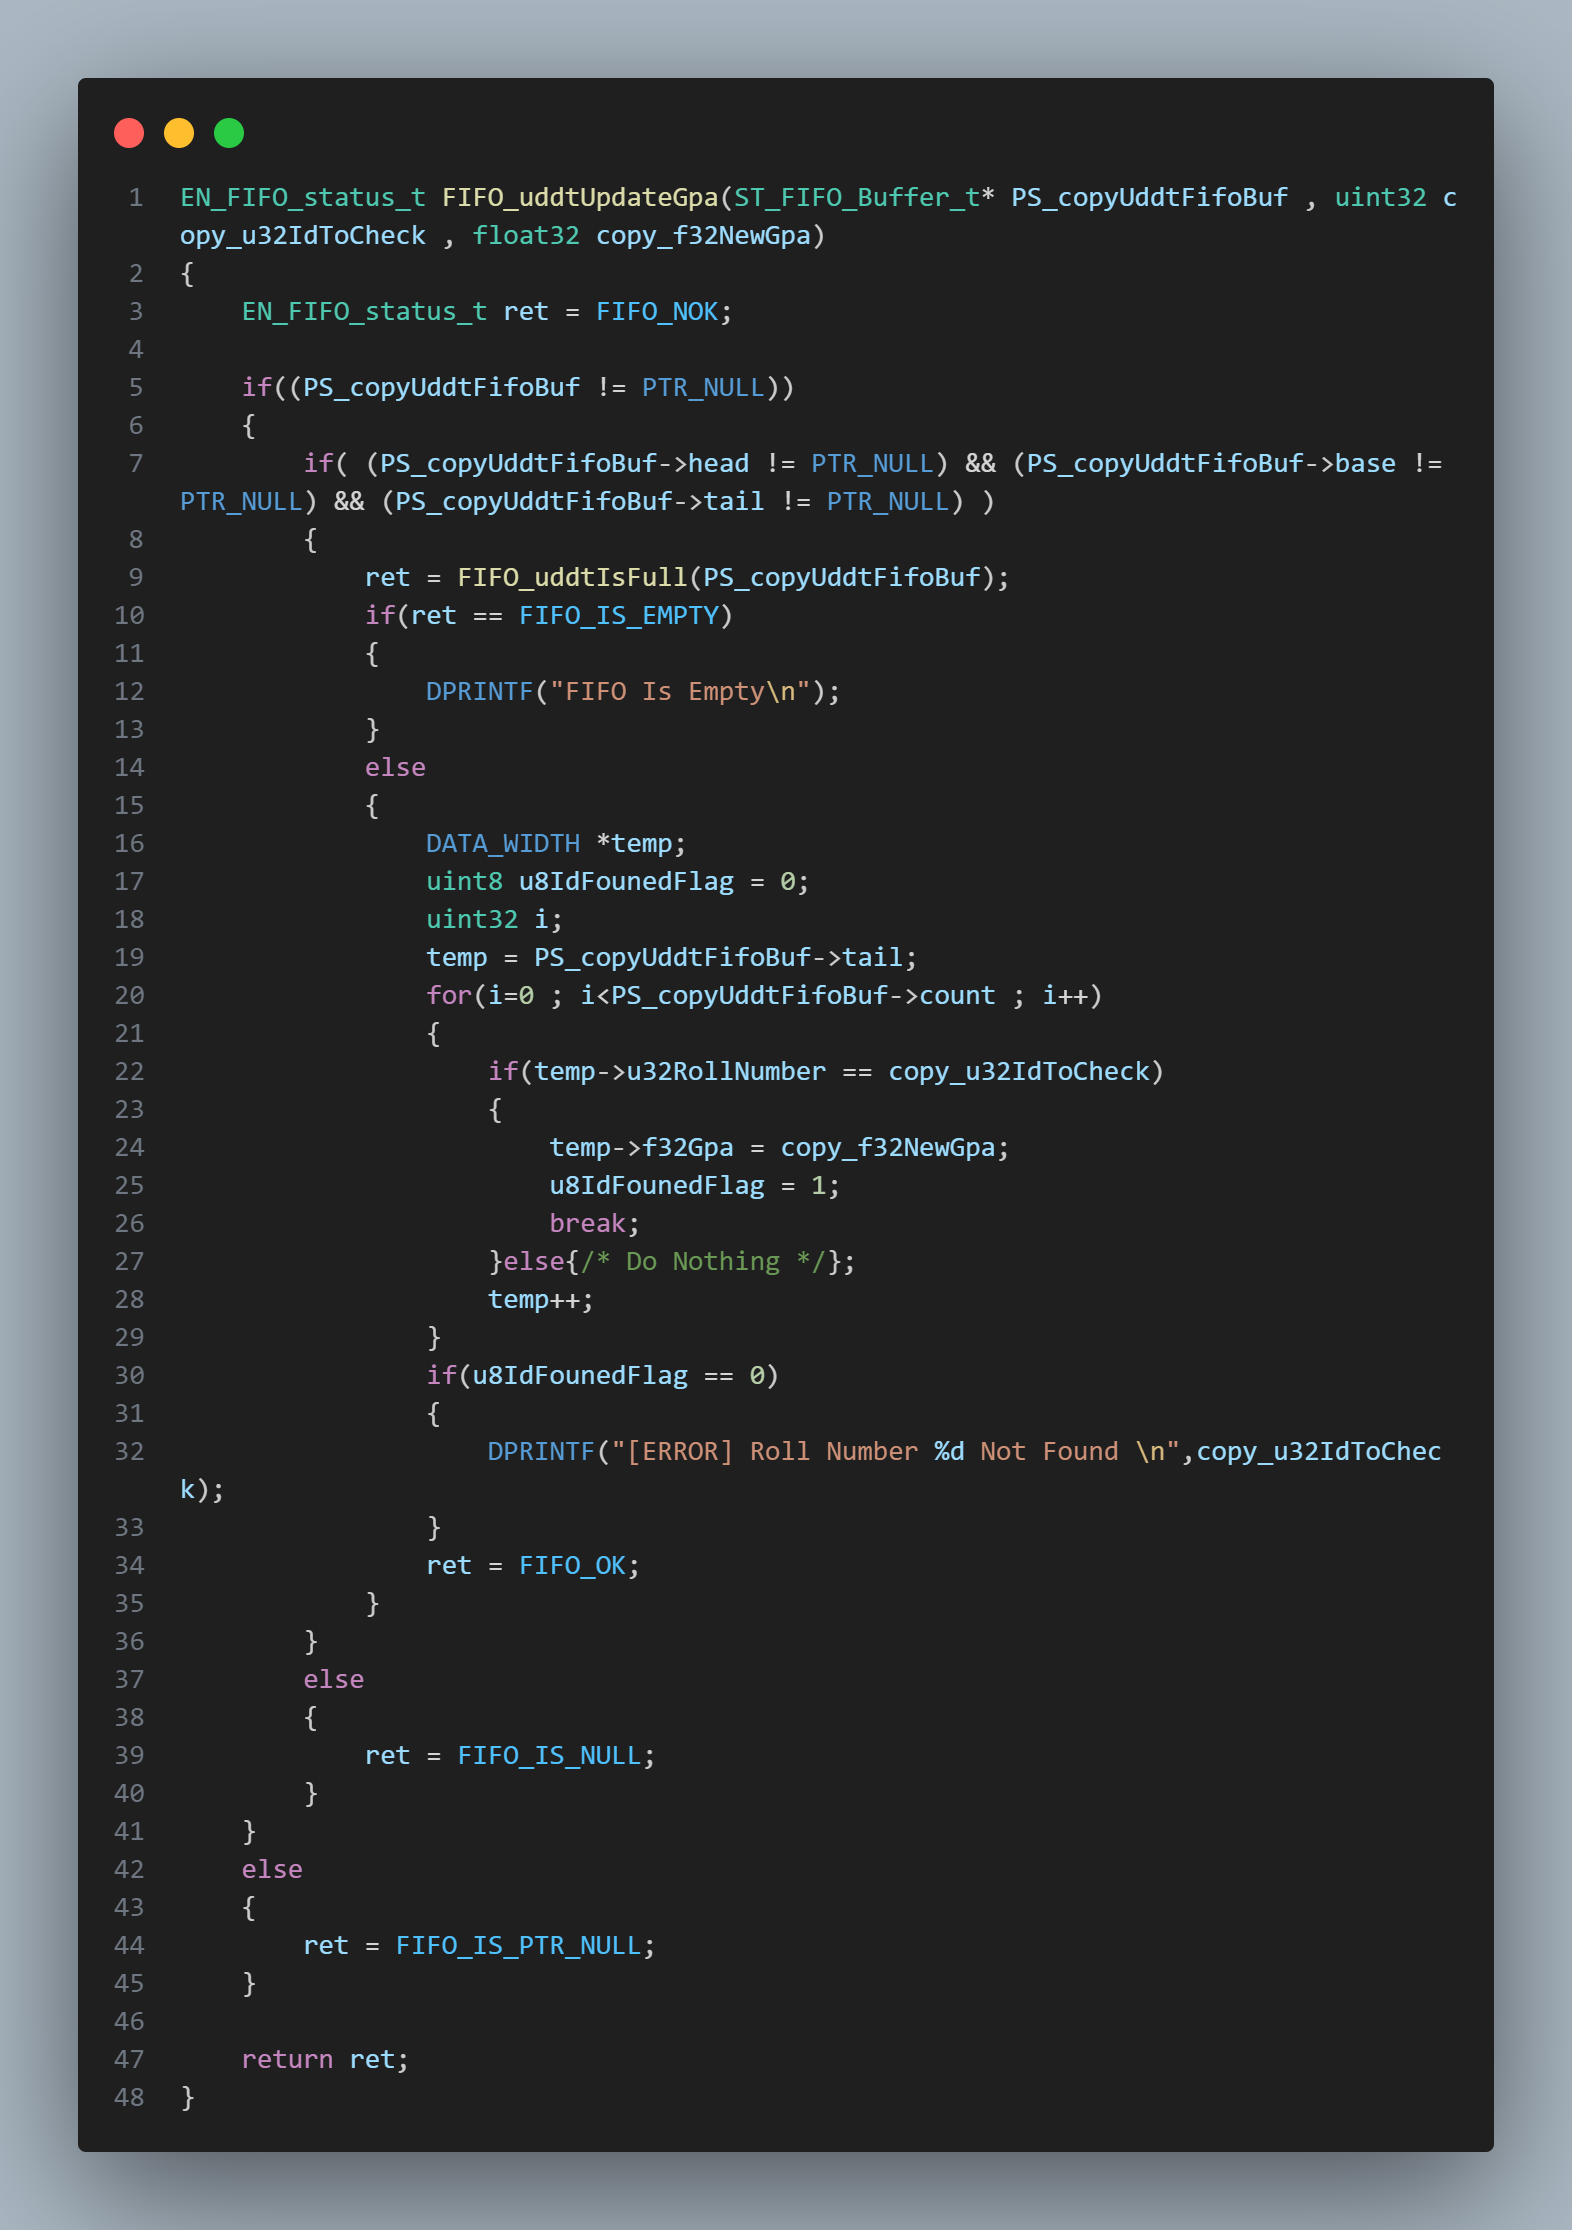 1 EN_FIFO_status_t FIFO_uddtUpdateGpa(ST_FIFO_Buffer_t* PS_copyUddtFifoBuf , uint32 c
opy_u32IdToCheck , float32 copy_f32NewGpa)
2 {
3     EN_FIFO_status_t ret = FIFO_NOK;
4
5     if((PS_copyUddtFifoBuf != PTR_NULL))
6     {
7         if( (PS_copyUddtFifoBuf->head != PTR_NULL) && (PS_copyUddtFifoBuf->base !=
PTR_NULL) && (PS_copyUddtFifoBuf->tail != PTR_NULL) )
8         {
9             ret = FIFO_uddtIsFull(PS_copyUddtFifoBuf);
10             if(ret == FIFO_IS_EMPTY)
11             {
12                 DPRINTF("FIFO Is Empty\n");
13             }
14             else
15             {
16                 DATA_WIDTH *temp;
17                 uint8 u8IdFounedFlag = 0;
18                 uint32 i;
19                 temp = PS_copyUddtFifoBuf->tail;
20                 for(i=0 ; i<PS_copyUddtFifoBuf->count ; i++)
21                 {
22                     if(temp->u32RollNumber == copy_u32IdToCheck)
23                     {
24                         temp->f32Gpa = copy_f32NewGpa;
25                         u8IdFounedFlag = 1;
26                         break;
27                     }else{/* Do Nothing */};
28                     temp++;
29                 }
30                 if(u8IdFounedFlag == 0)
31                 {
32                     DPRINTF("[ERROR] Roll Number %d Not Found \n",copy_u32IdToChec
k);
33                 }
34                 ret = FIFO_OK;
35             }
36         }
37         else
38         {
39             ret = FIFO_IS_NULL;
40         }
41     }
42     else
43     {
44         ret = FIFO_IS_PTR_NULL;
45     }
46
47     return ret;
48 }